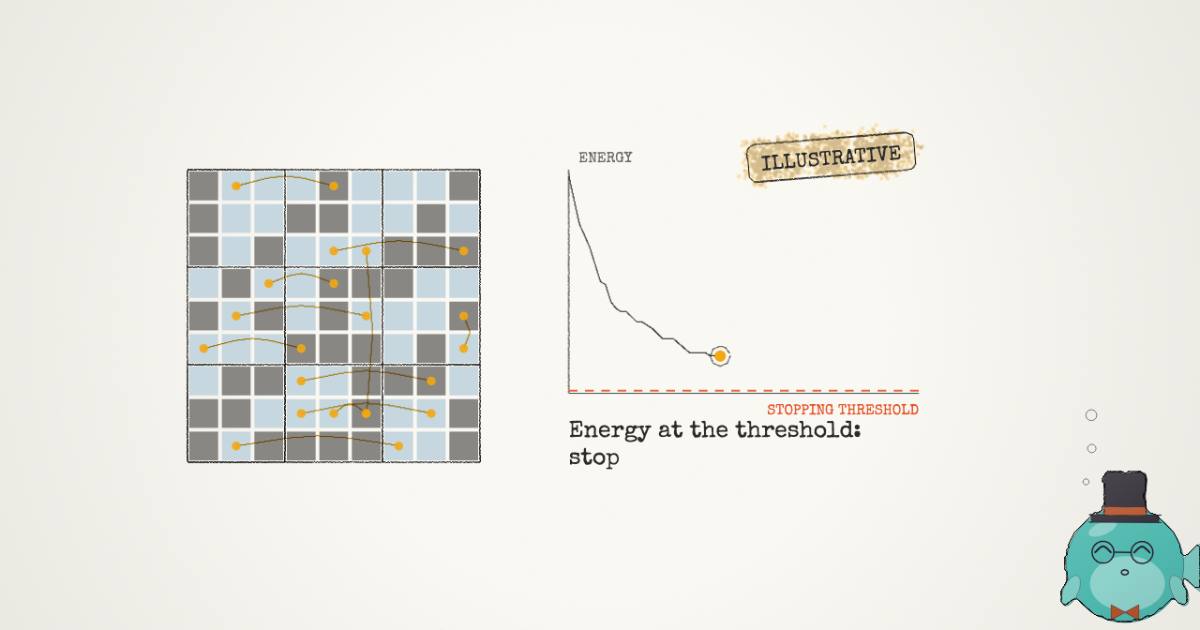 ENERGY
ILLUSTRATIVE
STOPPING THRESHOLD
Energy at the threshold:
stop